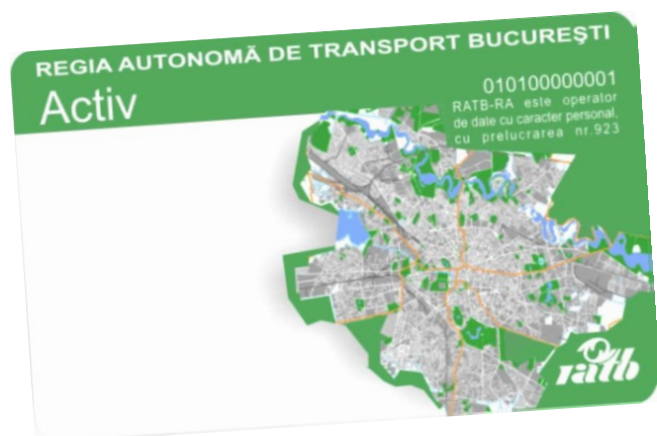 REGIA AUTONOMĂ DE TRANSPORT BUCUREŞTI
Activ
010100000001
RATB-RA este operator
de date cu caracter personal,
cu prelucrarea nr.923
ratb